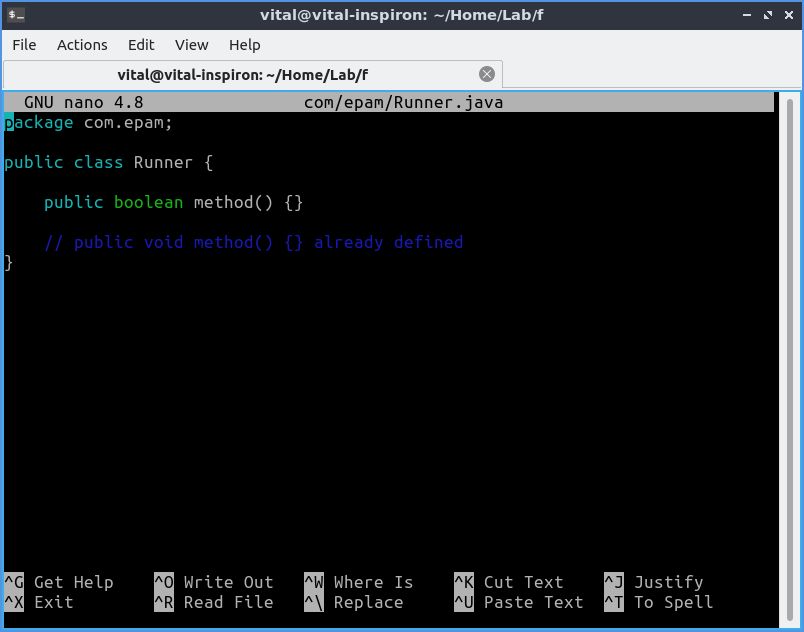 vital@vital-inspiron: ~/Home/Lab/f
File Actions Edit View Help
vital@vital-inspiron: ~/Home/Lab/f
GNU nano 4.8 com/epam/Runner.java
package com.epam;
public class Runner {
public boolean method() {}
// public void method() {} already defined
}
^G Get Help ^O Write Out ^W Where Is ^K Cut Text ^J Justify
^X Exit ^R Read File ^\ Replace ^U Paste Text ^T To Spell